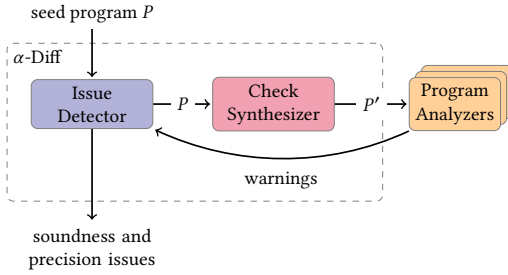 seed program P
α-Diff
Issue
Detector
P
Check
Synthesizer
P′
Program
Analyzers
warnings
soundness and
precision issues